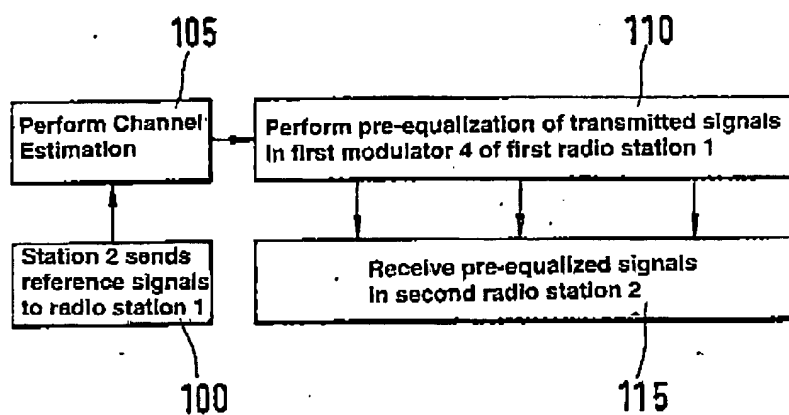 105
110
Perform Channel
Estimation
Perform pre-equalization of transmitted signals
in first modulator 4 of first radio station 1
Station 2 sends
reference signals
to radio station 1
Receive pre-equalized signals
in second radio station 2
100
115